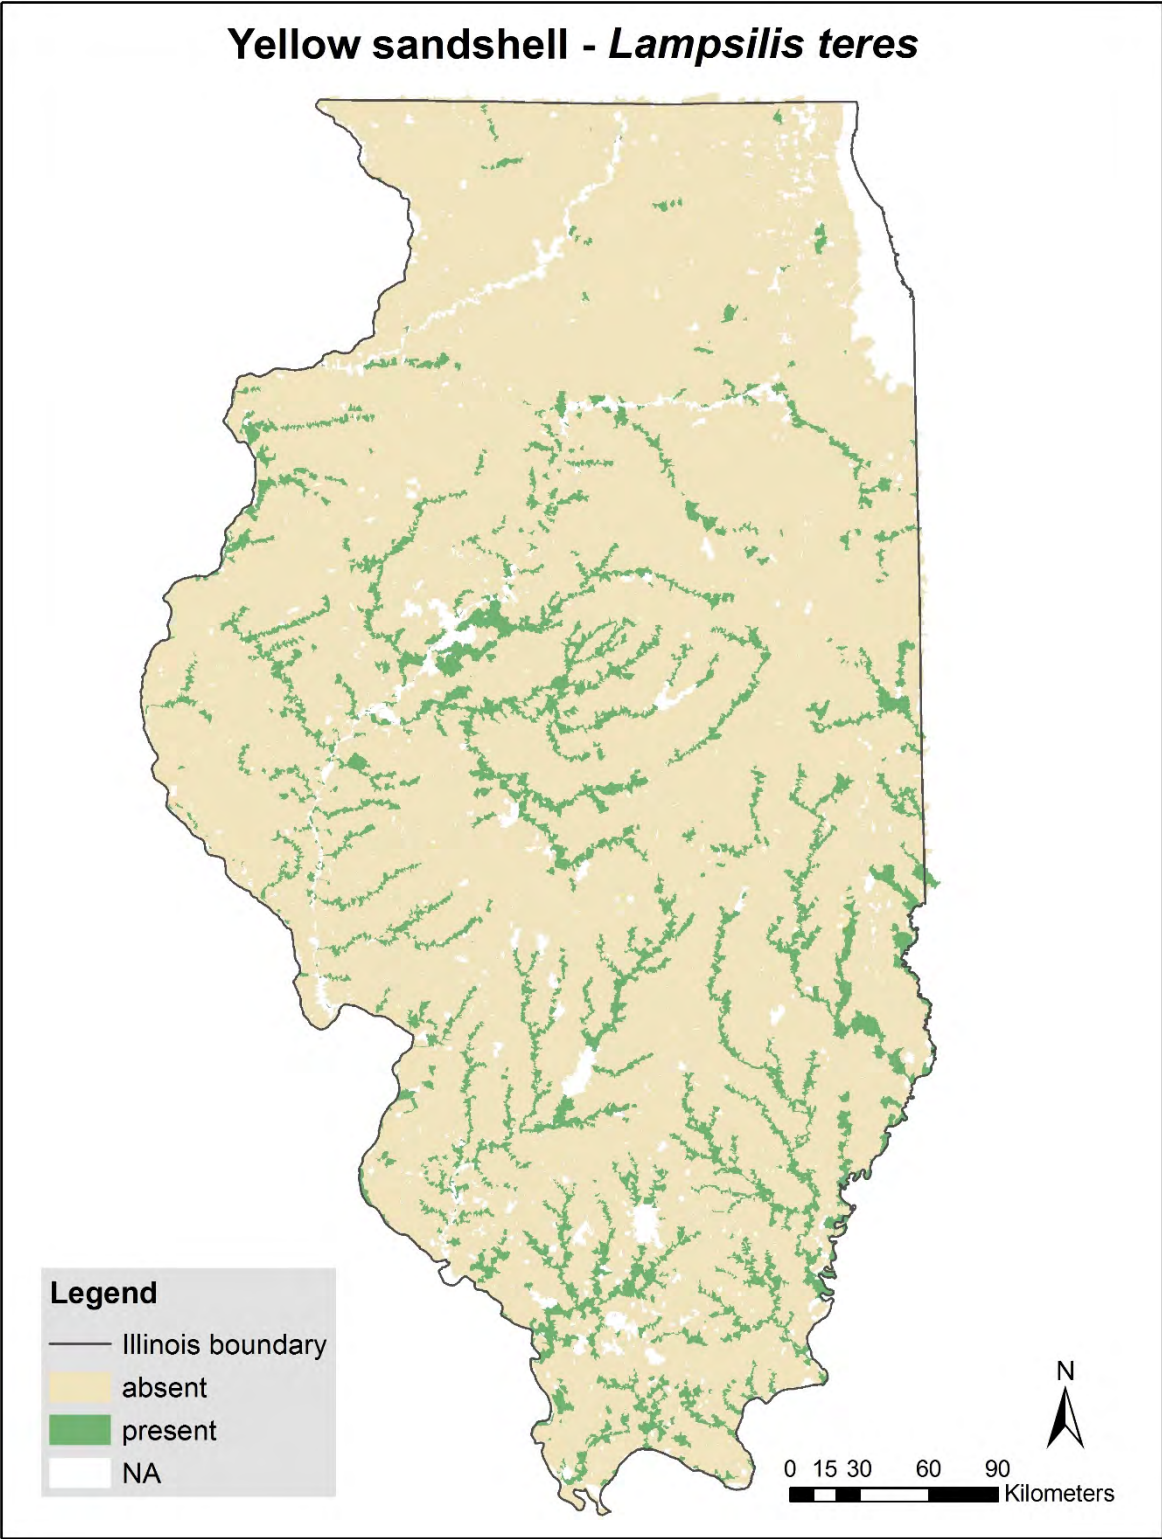 Yellow sandshell - Lampsilis teres
Legend
Illinois boundary
absent
present
NA
N
0 15 30 60 90
Kilometers